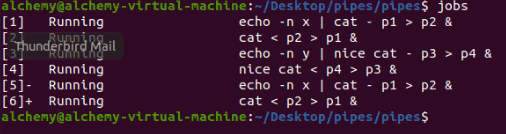 alchemy@alchemy-virtual-machine:~/Desktop/pipes/pipes$ jobs
[1]   Running                 echo -n x | cat - p1 > p2 &
[2]   Running                 cat < p2 > p1 &
Thunderbird Mail
[3]   Running                 echo -n y | nice cat - p3 > p4 &
[4]   Running                 nice cat < p4 > p3 &
[5]-  Running                 echo -n x | cat - p1 > p2 &
[6]+  Running                 cat < p2 > p1 &
alchemy@alchemy-virtual-machine:~/Desktop/pipes/pipes$